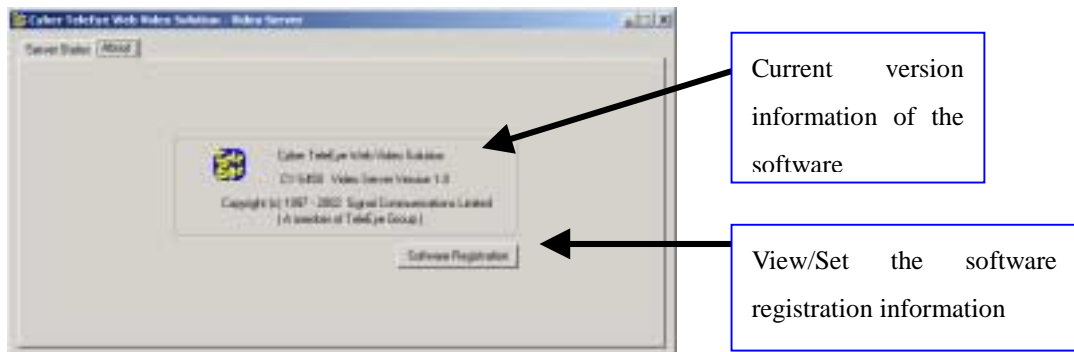 Cyber TeleEye Web Video Solution - Video Server
Server Status About
Cyber TeleEye Web Video Solution
Video Server Version 1.0
Copyright (c) 1997 - 2002 Signal Communications Limited
( A member of TeleEye Group )
Software Registration
Current version
information of the
software
View/Set the software
registration information